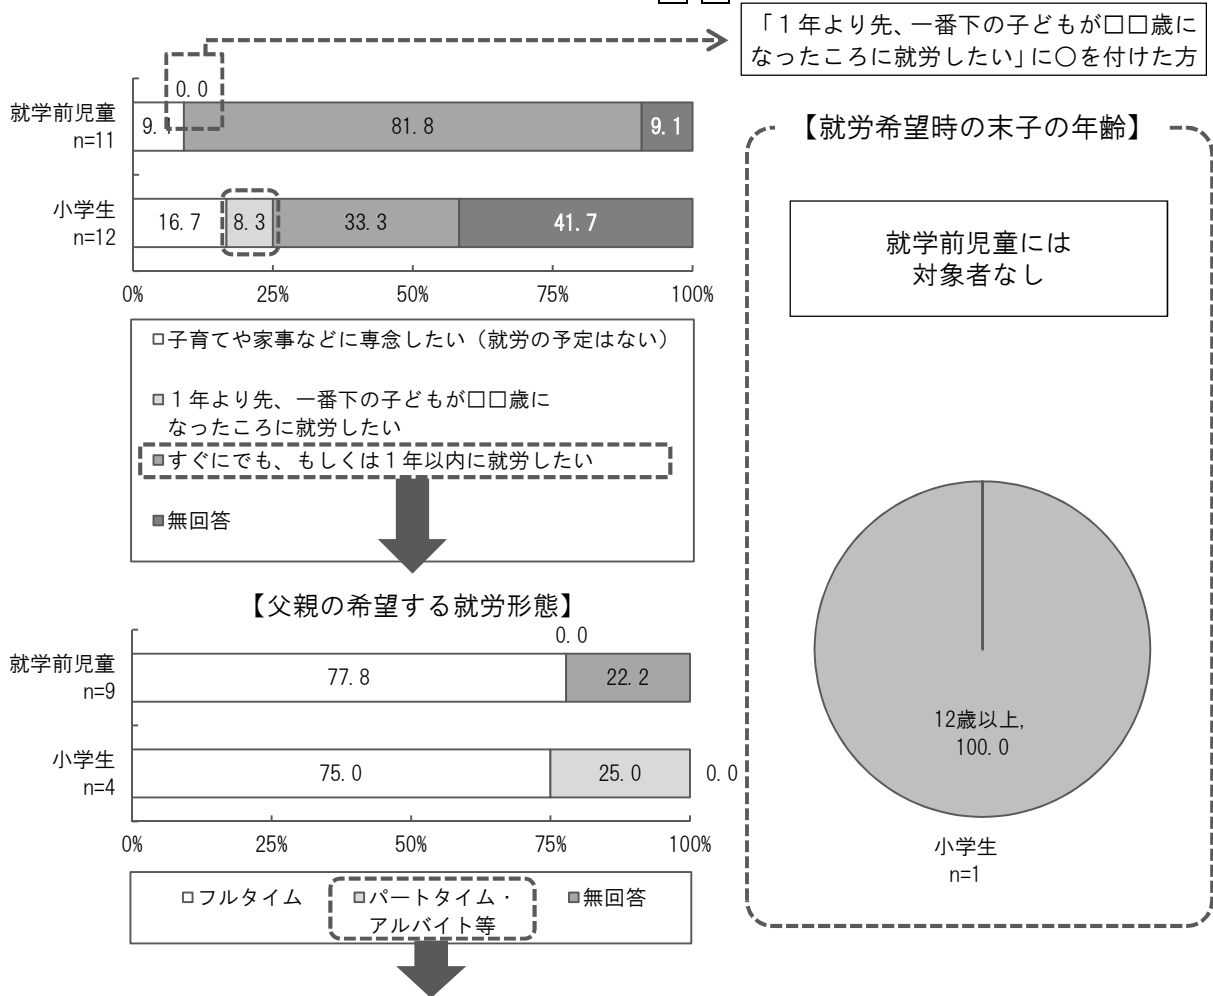 「１年より先、一番下の子どもが□□歳に
なったころに就労したい」に○を付けた方
0.0
就学前児童
n=11
9.
81.8
9.1
小学生
n=12
16.7
8.3
33.3
41.7
0%
25%
50%
75%
100%
□子育てや家事などに専念したい（就労の予定はない）
１年より先、一番下の子どもが□□歳に
なったころに就労したい
すぐにでも、もしくは１年以内に就労したい
無回答
【父親の希望する就労形態】
0.0
就学前児童
n=9
77.8
22.2
小学生
n=4
75.0
25.0
0.0
0%
25%
50%
75%
100%
□フルタイム
パートタイム・
アルバイト等
無回答
【就労希望時の末子の年齢】
就学前児童には
対象者なし
12歳以上,
100.0
小学生
n=1